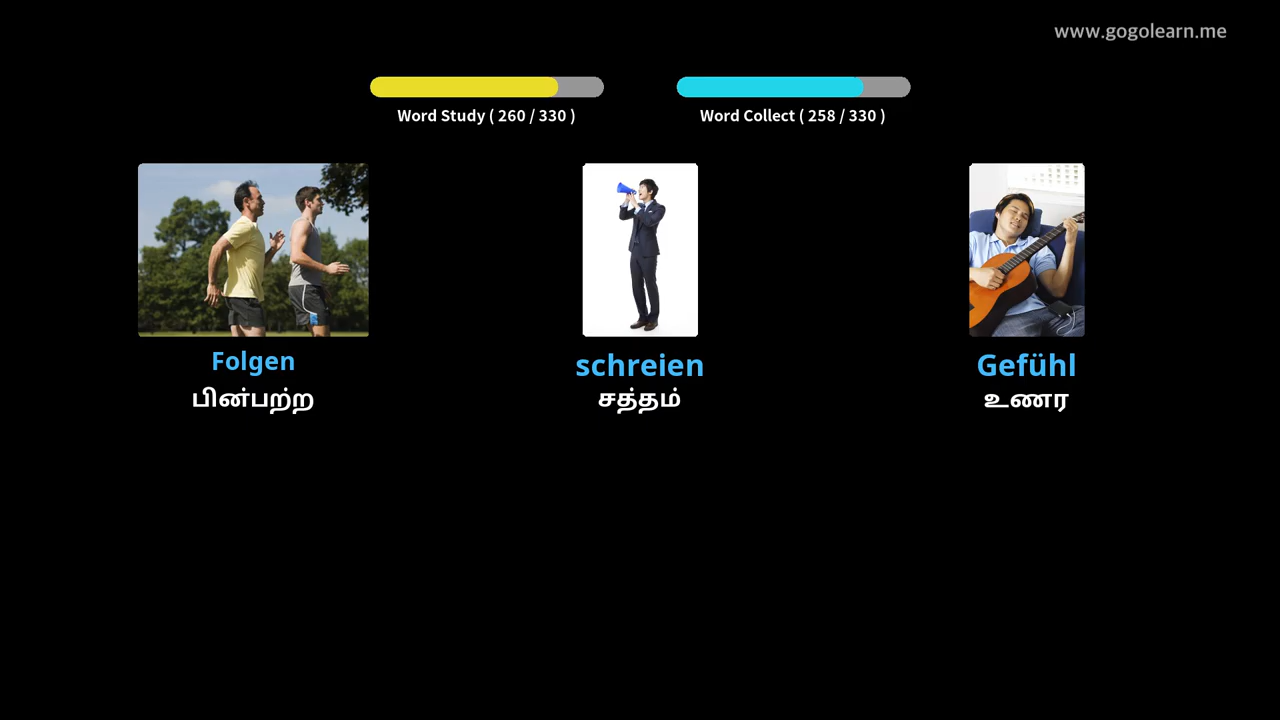 www.gogolearn.me
Word Study ( 260 / 330 )
Word Collect ( 258 / 330 )
Folgen
பின்பற்ற
schreien
சத்தம்
Gefühl
உணர